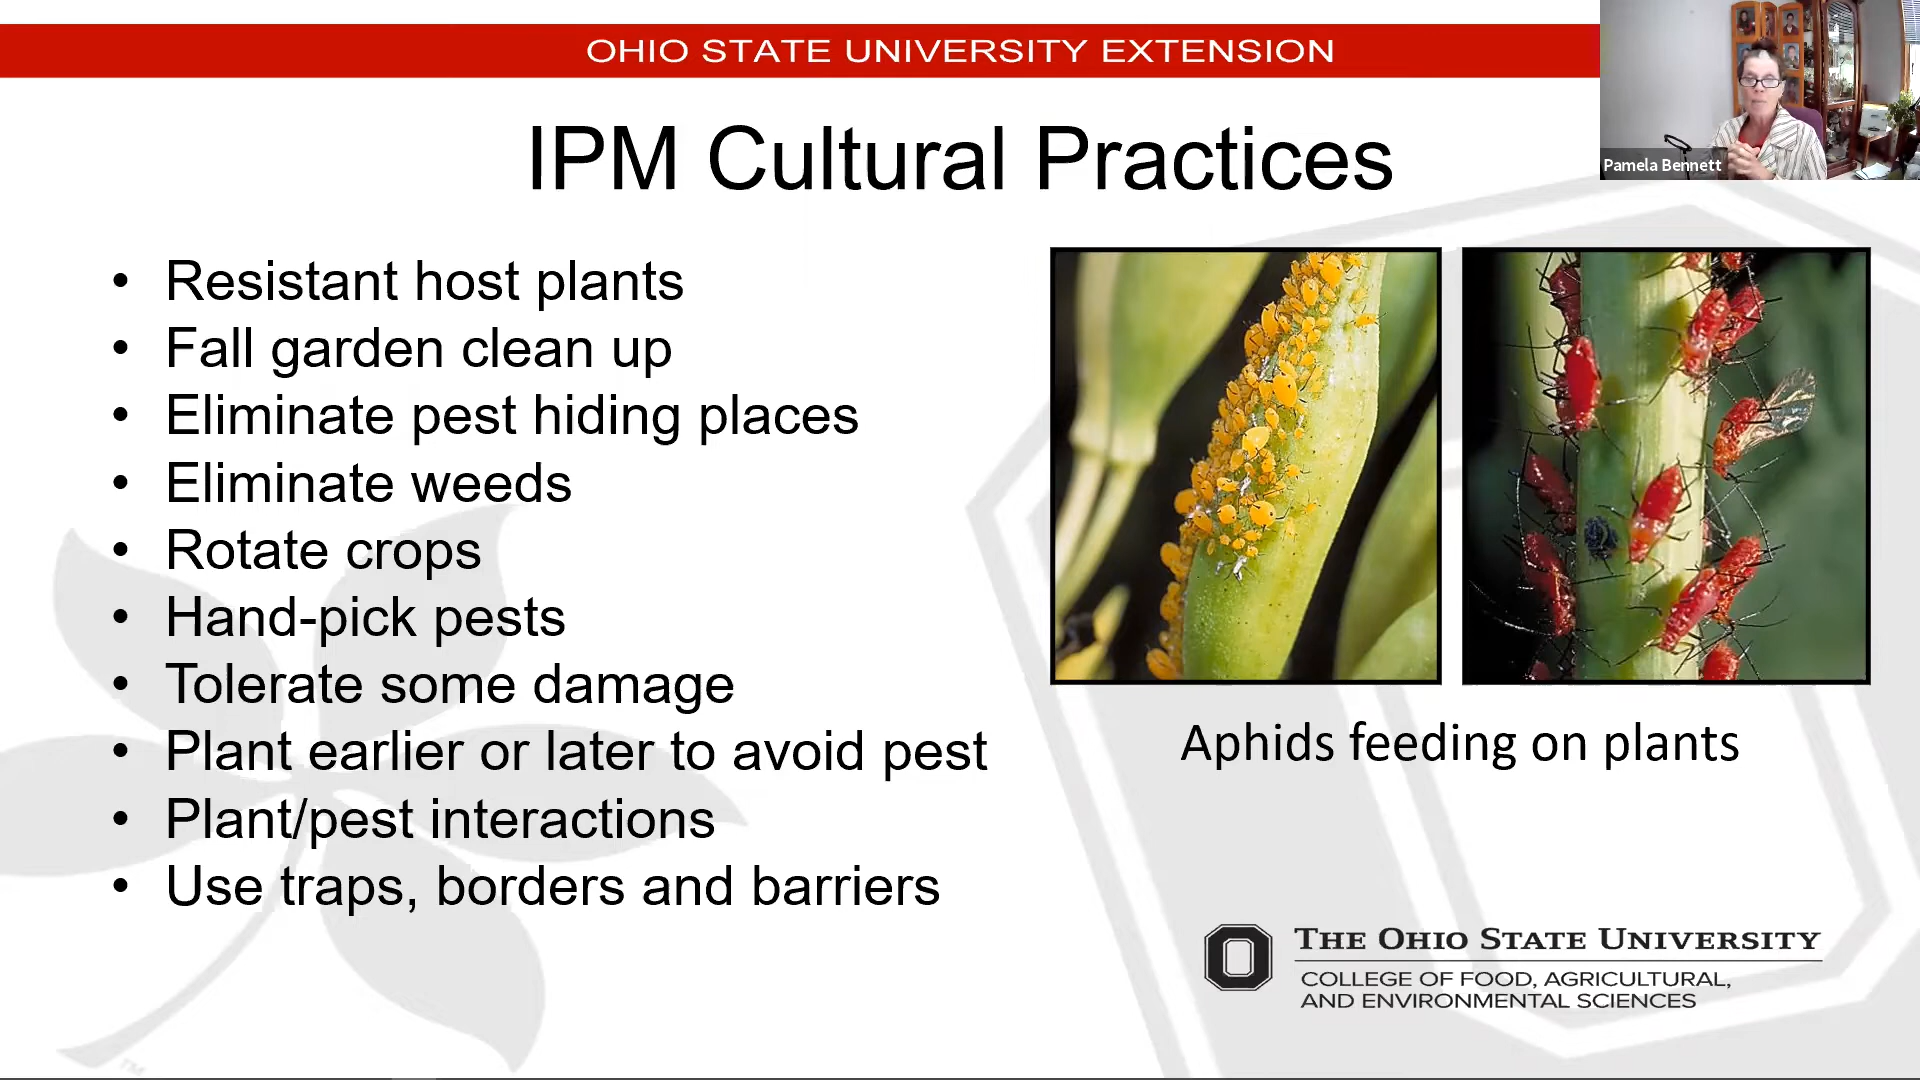 OHIO STATE UNIVERSITY EXTENSION
Pamela Bennett
IPM Cultural Practices
• Resistant host plants
• Fall garden clean up
• Eliminate pest hiding places
• Eliminate weeds
• Rotate crops
• Hand-pick pests
• Tolerate some damage
• Plant earlier or later to avoid pest
• Plant/pest interactions
• Use traps, borders and barriers
Aphids feeding on plants
THE OHIO STATE UNIVERSITY
COLLEGE OF FOOD, AGRICULTURAL,
AND ENVIRONMENTAL SCIENCES
TM